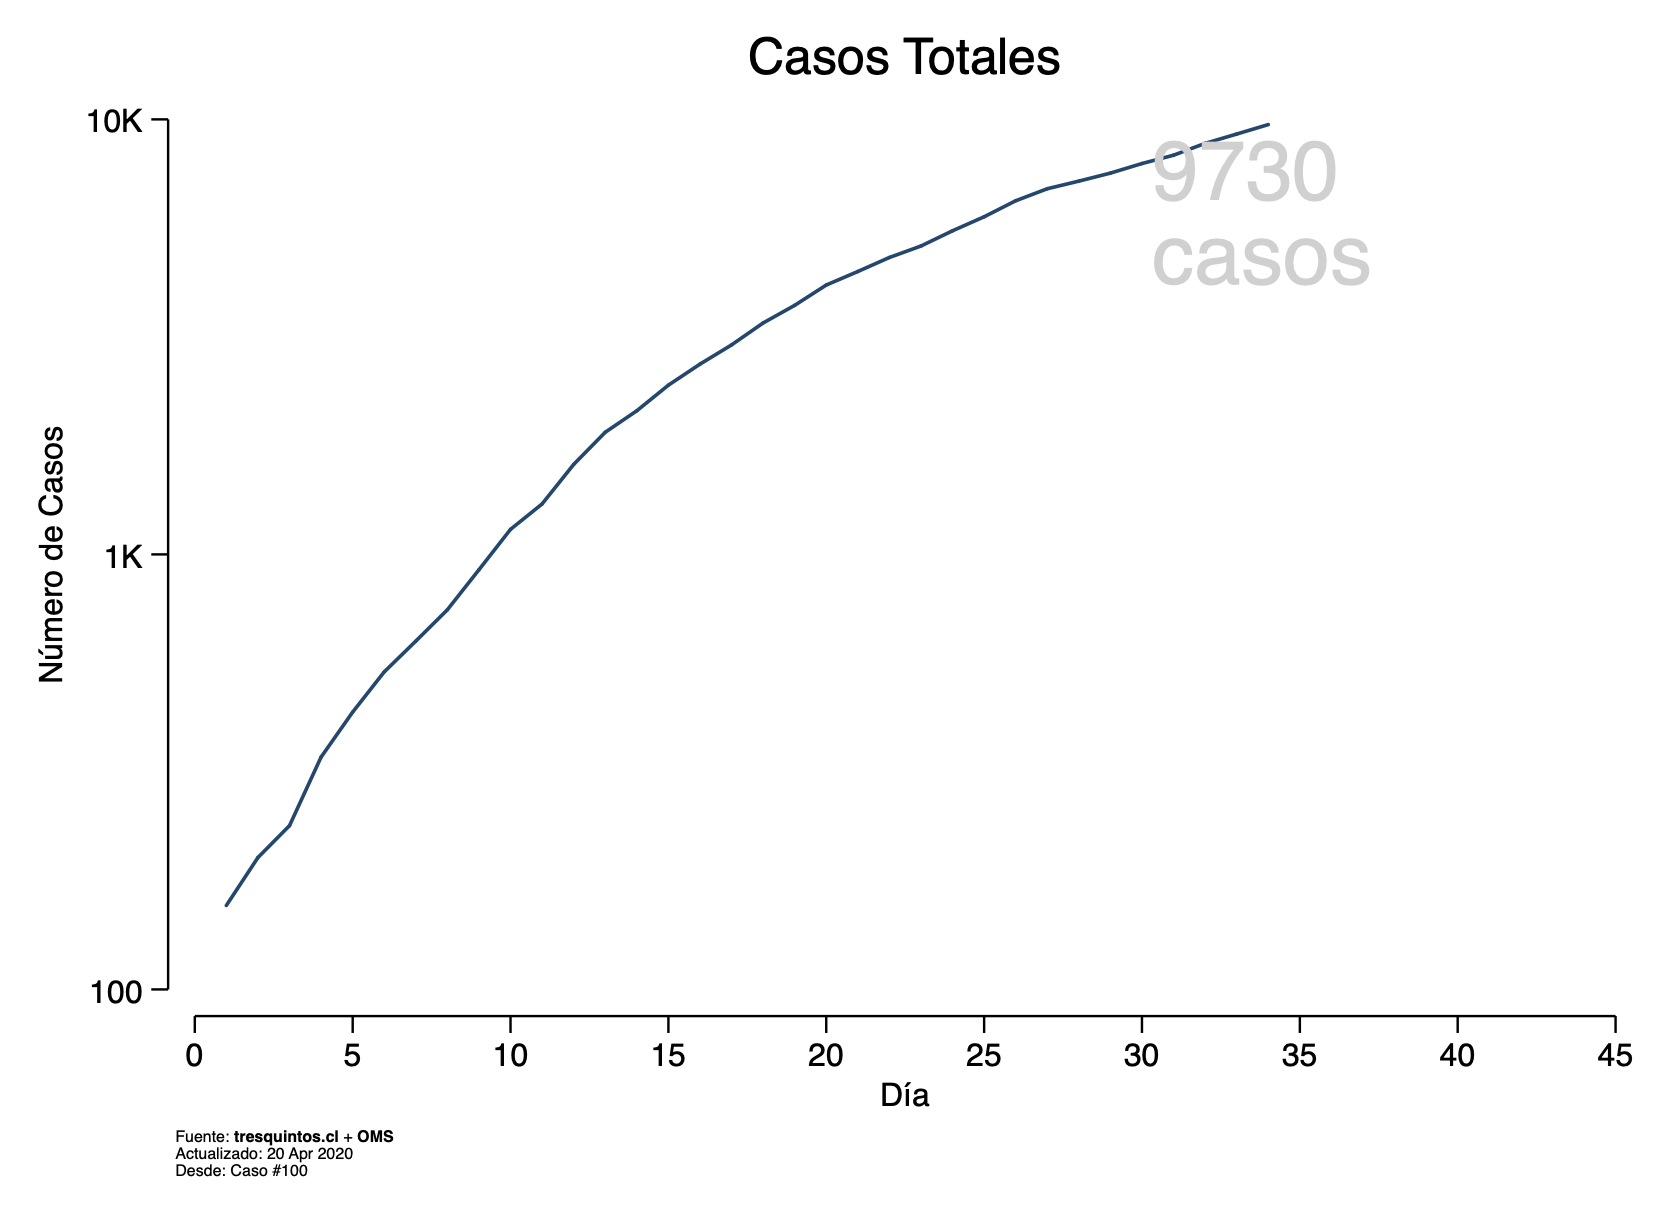 Casos Totales
10K
1K
100
Número de Casos
9730
casos
0 5 10 15 20 25 30 35 40 45
Día
Fuente: tresquintos.cl + OMS
Actualizado: 20 Apr 2020
Desde: Caso #100